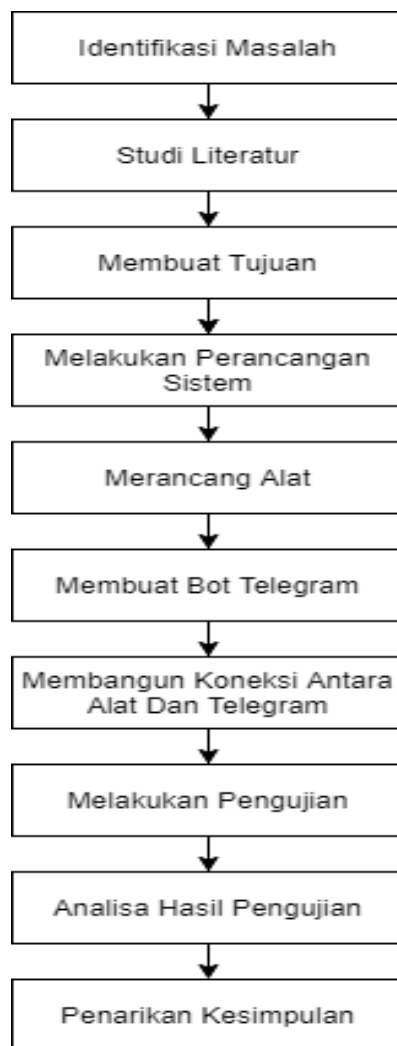 Identifikasi Masalah
Studi Literatur
Membuat Tujuan
Melakukan Perancangan
Sistem
Merancang Alat
Membuat Bot Telegram
Membangun Koneksi Antara
Alat Dan Telegram
Melakukan Pengujian
Analisa Hasil Pengujian
Penarikan Kesimpulan